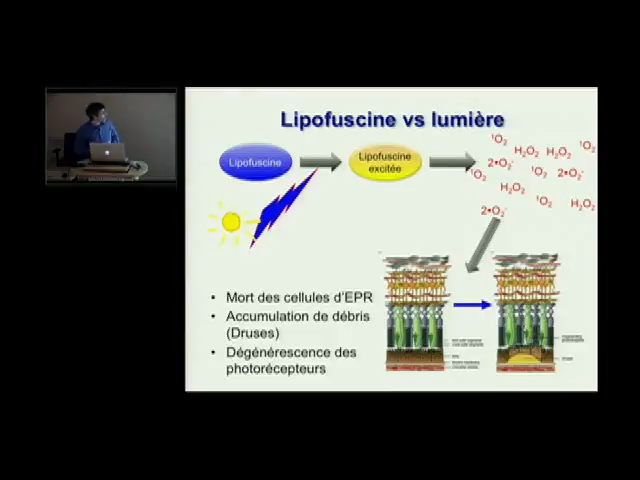 Lipofuscine vs lumière
Lipofuscine
Lipofuscine
excitée
¹O₂
H₂O₂
H₂O₂
¹O₂
2•O₂⁻
¹O₂
2•O₂⁻
¹O₂
H₂O₂
¹O₂
H₂O₂
2•O₂⁻
• Mort des cellules d'EPR
• Accumulation de débris
(Druses)
• Dégénérescence des
photorécepteurs